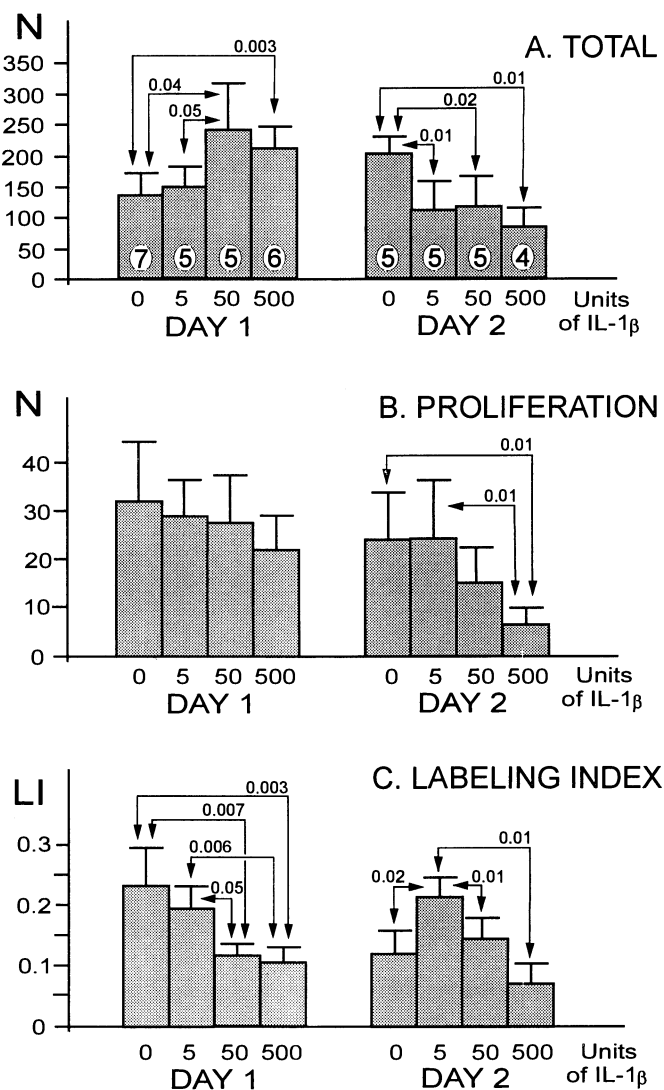 N
A. TOTAL
0.003
0.01
350
300
0.04
0.02
250
0.05
0.01
200
150
100
50
0
7 5 5 6
5 5 5 4
0 5 50 500
0 5 50 500
Units
DAY 1
DAY 2
of IL-1β
N
B. PROLIFERATION
0.01
40
0.01
30
20
10
0
0 5 50 500
0 5 50 500
Units
DAY 1
DAY 2
of IL-1β
LI
C. LABELING INDEX
0.003
0.007
0.01
0.3
0.006
0.02
0.01
0.05
0.2
0.1
0
0 5 50 500
0 5 50 500
Units
DAY 1
DAY 2
of IL-1β